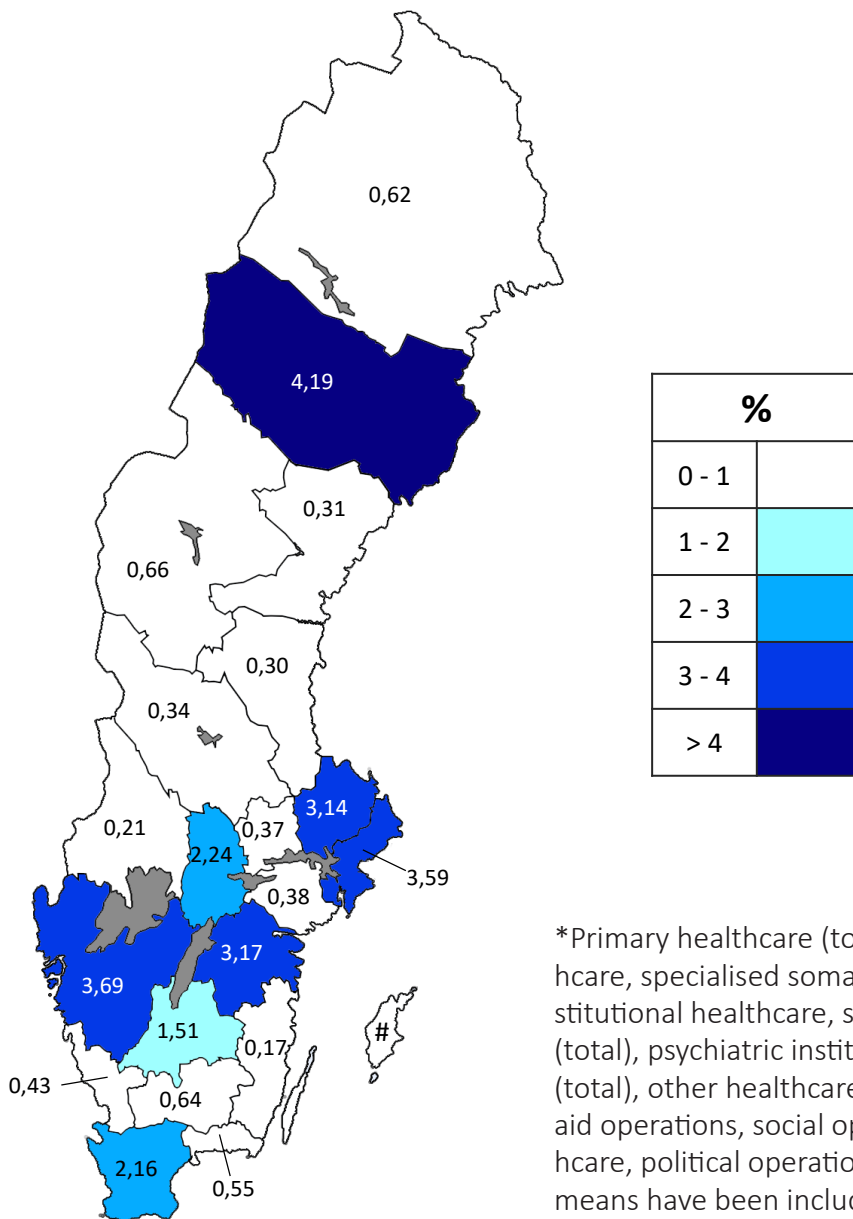 0,62
4,19
%
0 - 1
1 - 2
2 - 3
3 - 4
> 4
0,31
0,66
0,30
0,34
3,14
0,21
0,37
2,24
3,59
0,38
3,17
3,69
#
1,51
0,17
0,43
0,64
2,16
0,55
*Primary healthcare (to
hcare, specialised soma
stitutional healthcare, s
(total), psychiatric instit
(total), other healthcare
aid operations, social op
hcare, political operatio
means have been includ